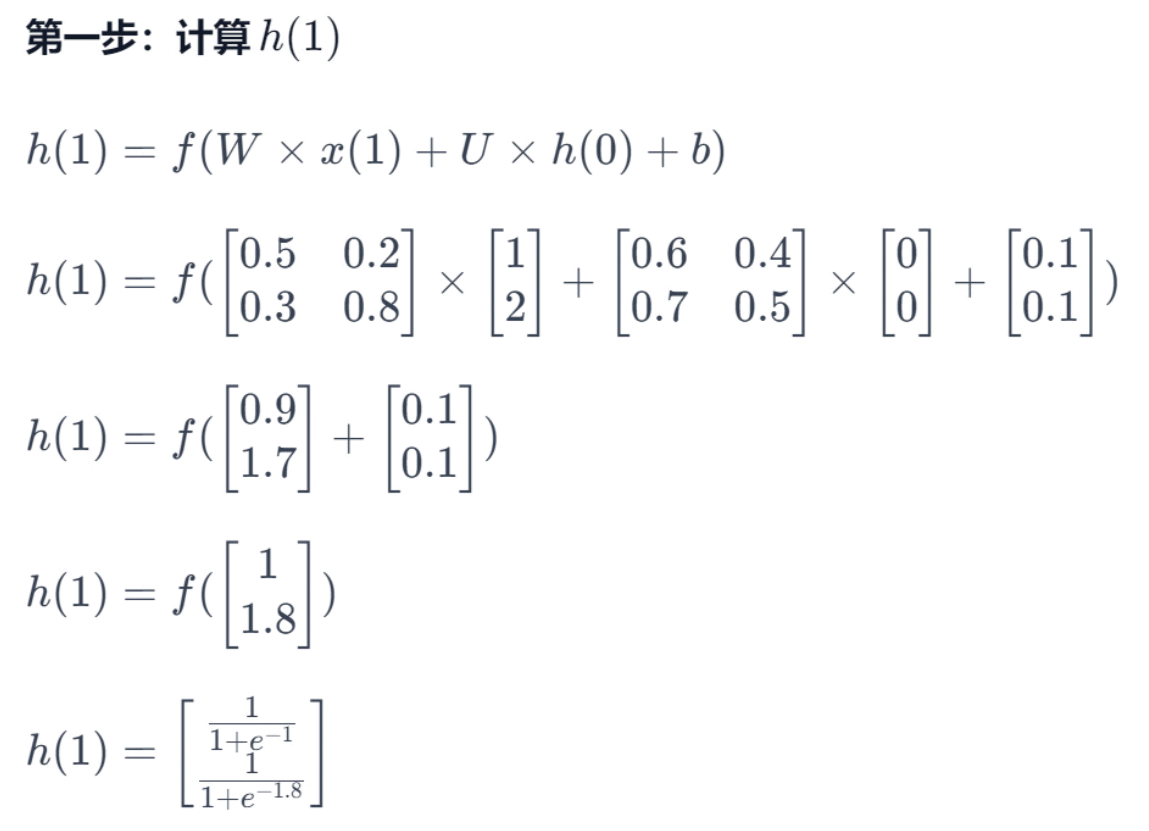 第一步：计算 h(1)
h(1) = f(W × x(1) + U × h(0) + b)
h(1) = f([0.5 0.2; 0.3 0.8] × [1; 2] + [0.6 0.4; 0.7 0.5] × [0; 0] + [0.1; 0.1])
h(1) = f([0.9; 1.7] + [0.1; 0.1])
h(1) = f([1; 1.8])
h(1) = [1/(1+e^{-1}); 1/(1+e^{-1.8})]